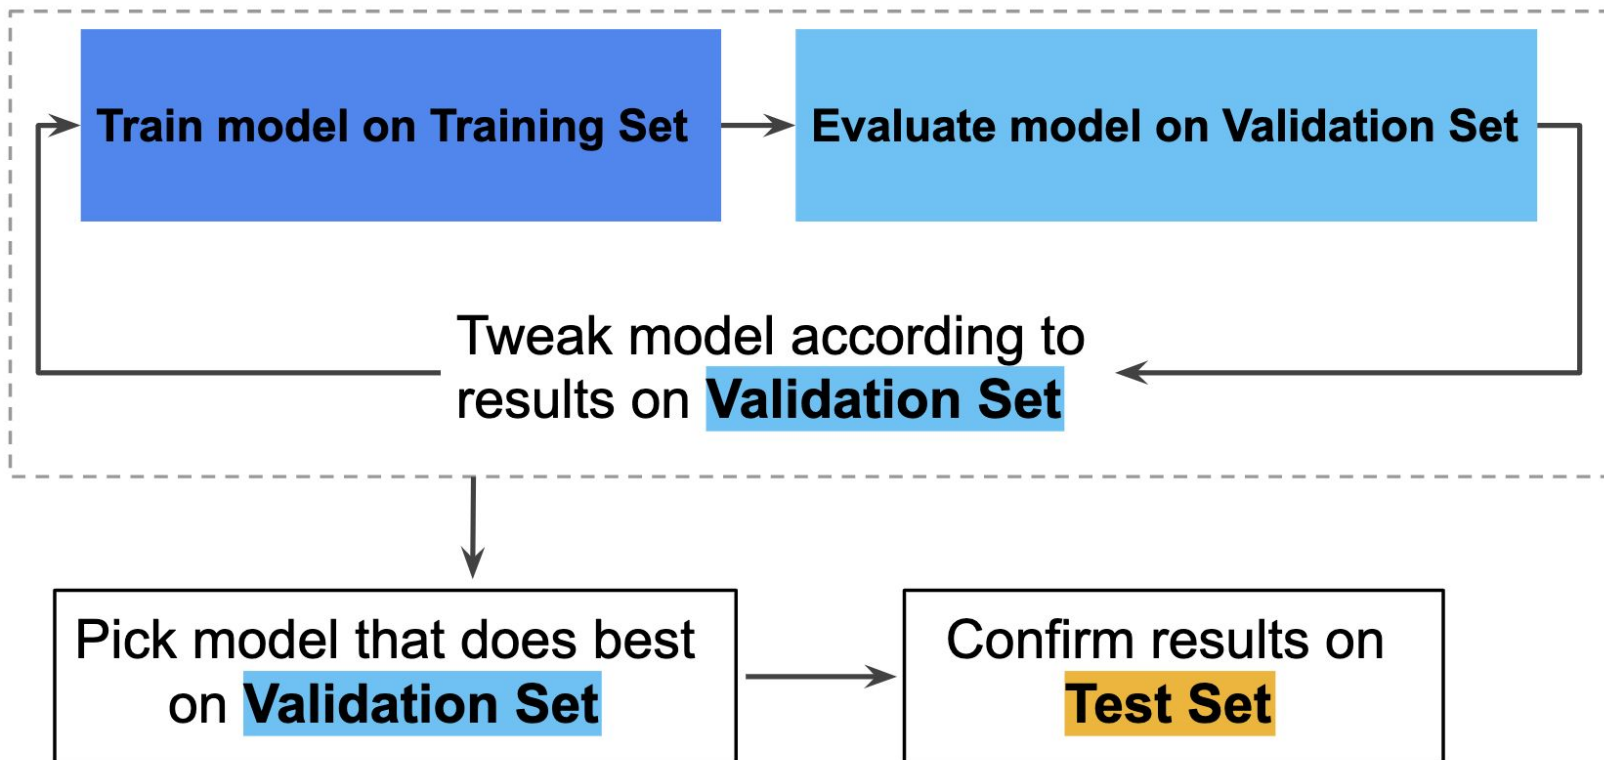 Train model on Training Set
Evaluate model on Validation Set
Tweak model according to
results on Validation Set
Pick model that does best
on Validation Set
Confirm results on
Test Set